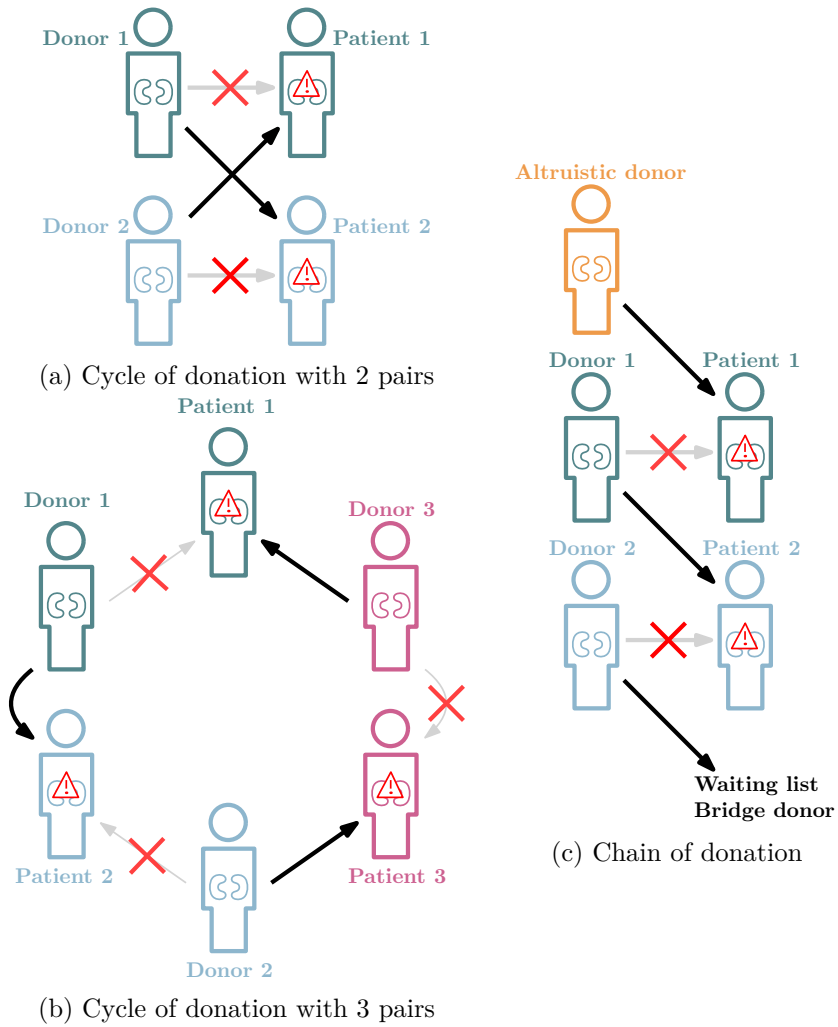 Donor 1
Patient 1
Donor 2
Patient 2
(a) Cycle of donation with 2 pairs
Patient 1
Donor 1
Donor 3
Patient 2
Patient 3
Donor 2
(b) Cycle of donation with 3 pairs
Altruistic donor
Donor 1
Patient 1
Donor 2
Patient 2
Waiting list
Bridge donor
(c) Chain of donation